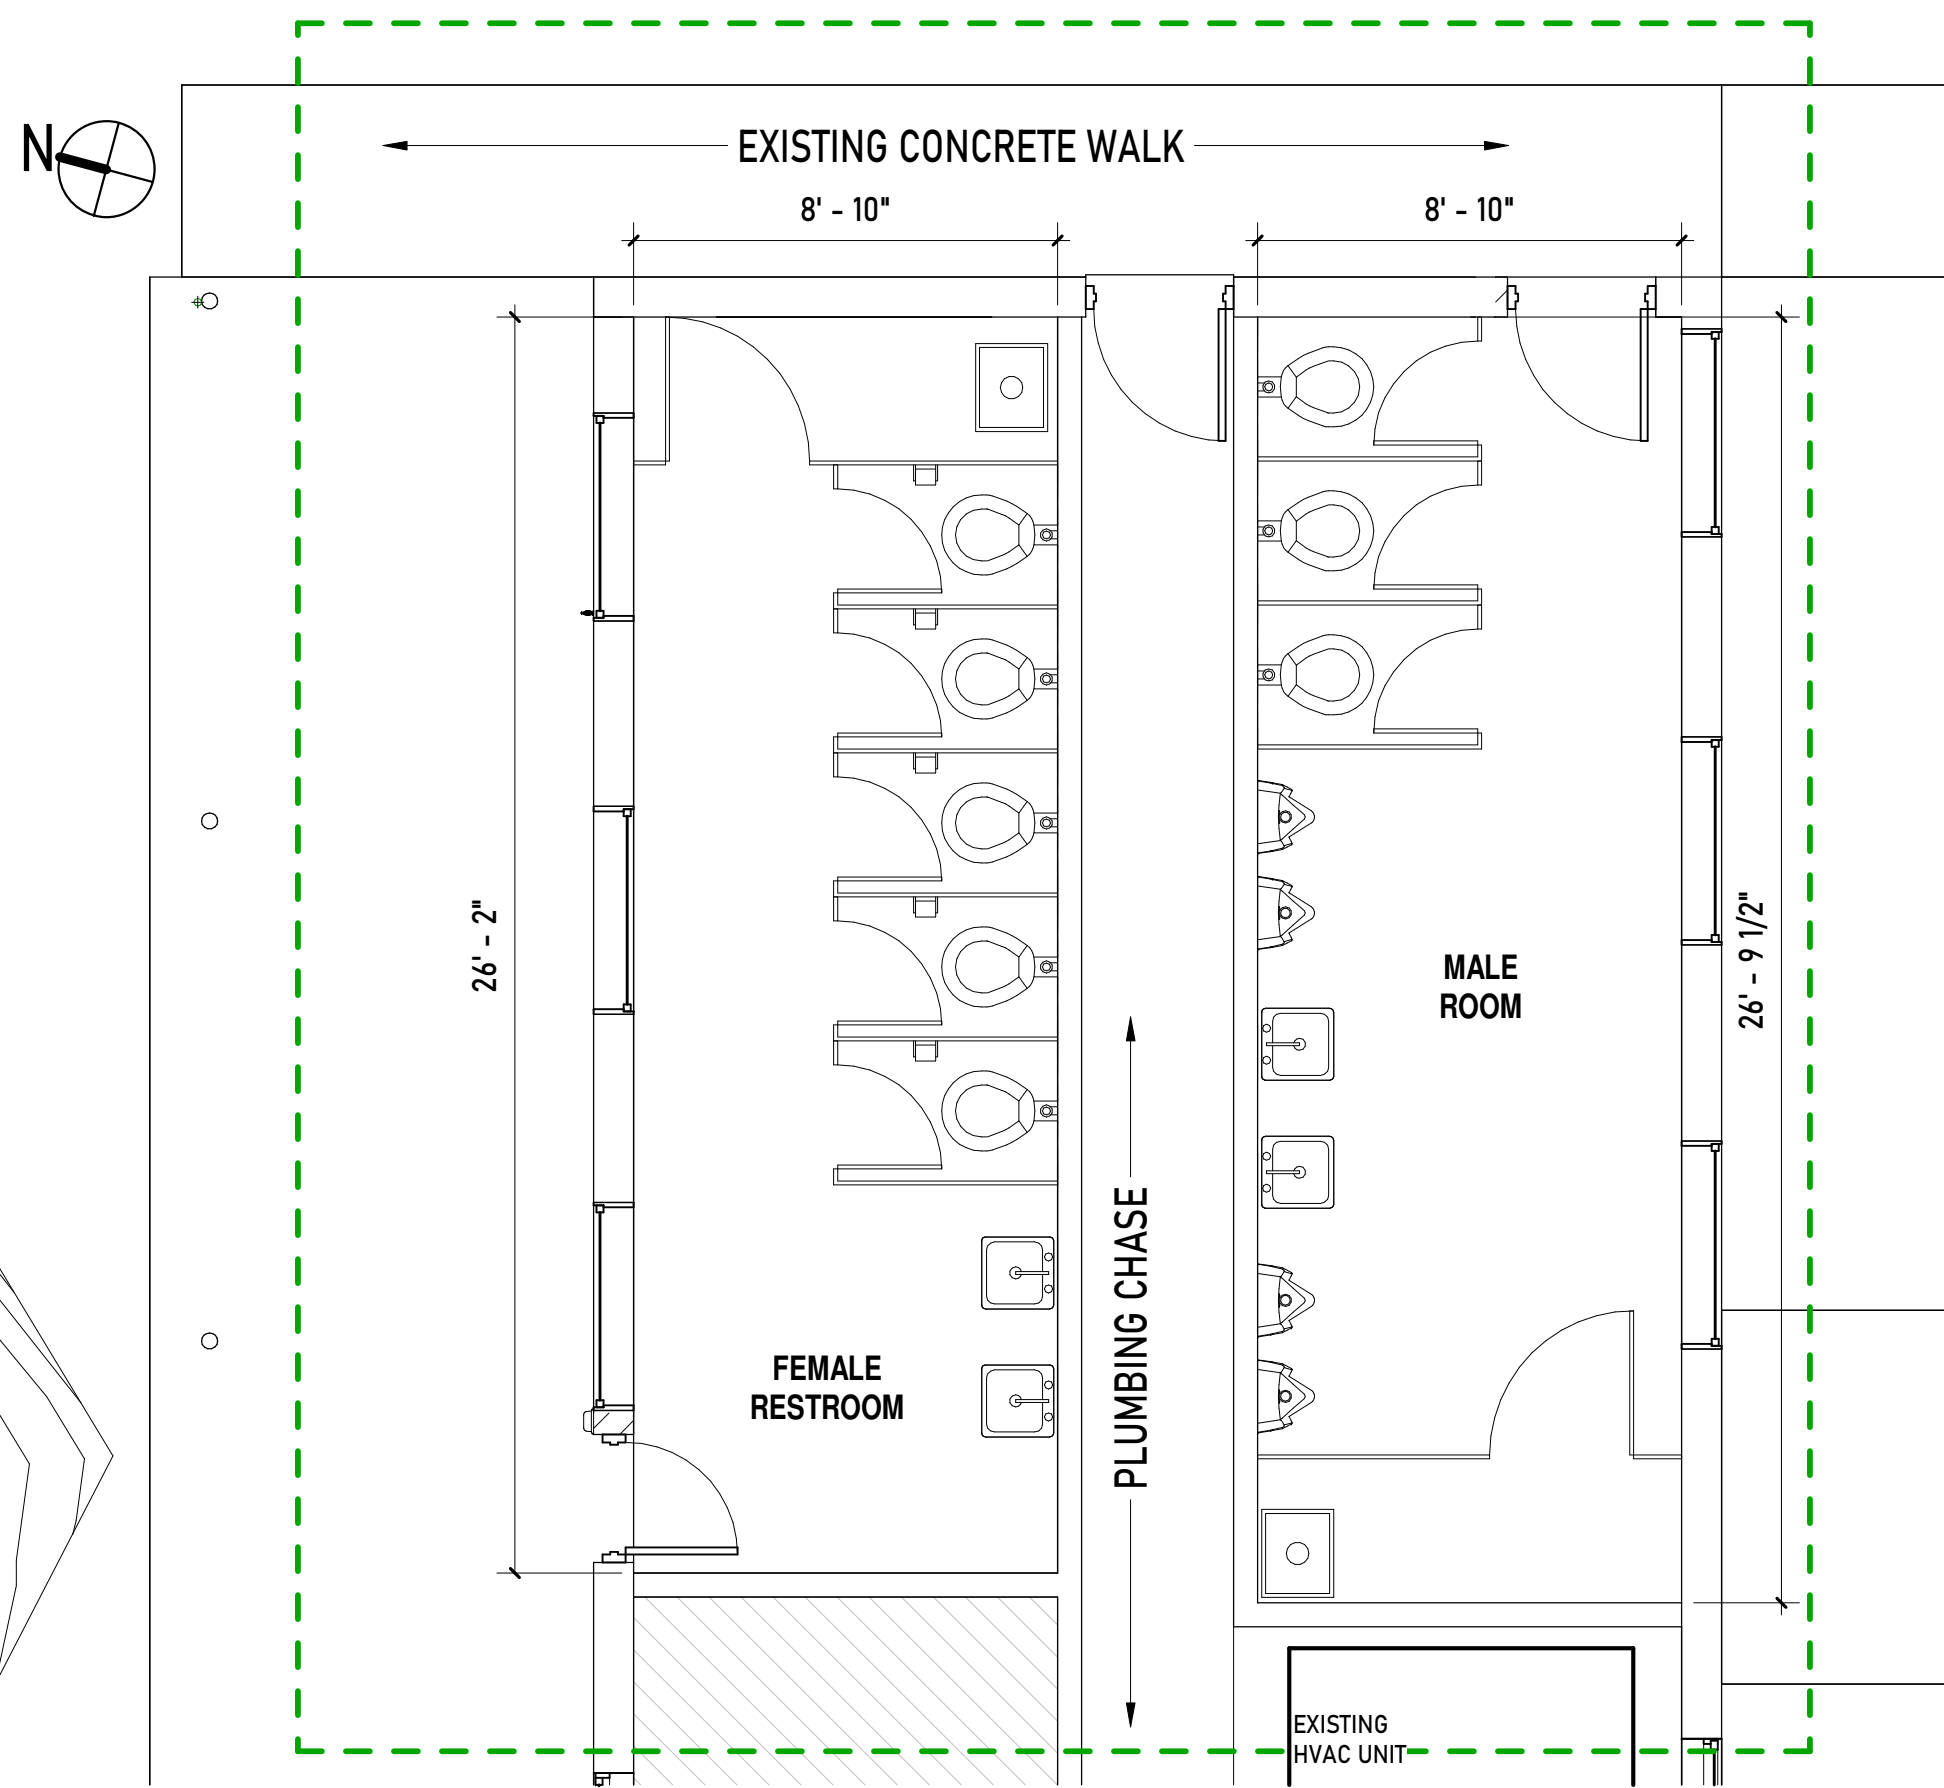 N
EXISTING CONCRETE WALK
8' - 10"
8' - 10"
26' - 2"
26' - 9 1/2"
MALE
ROOM
PLUMBING CHASE
FEMALE
RESTROOM
EXISTING
HVAC UNIT